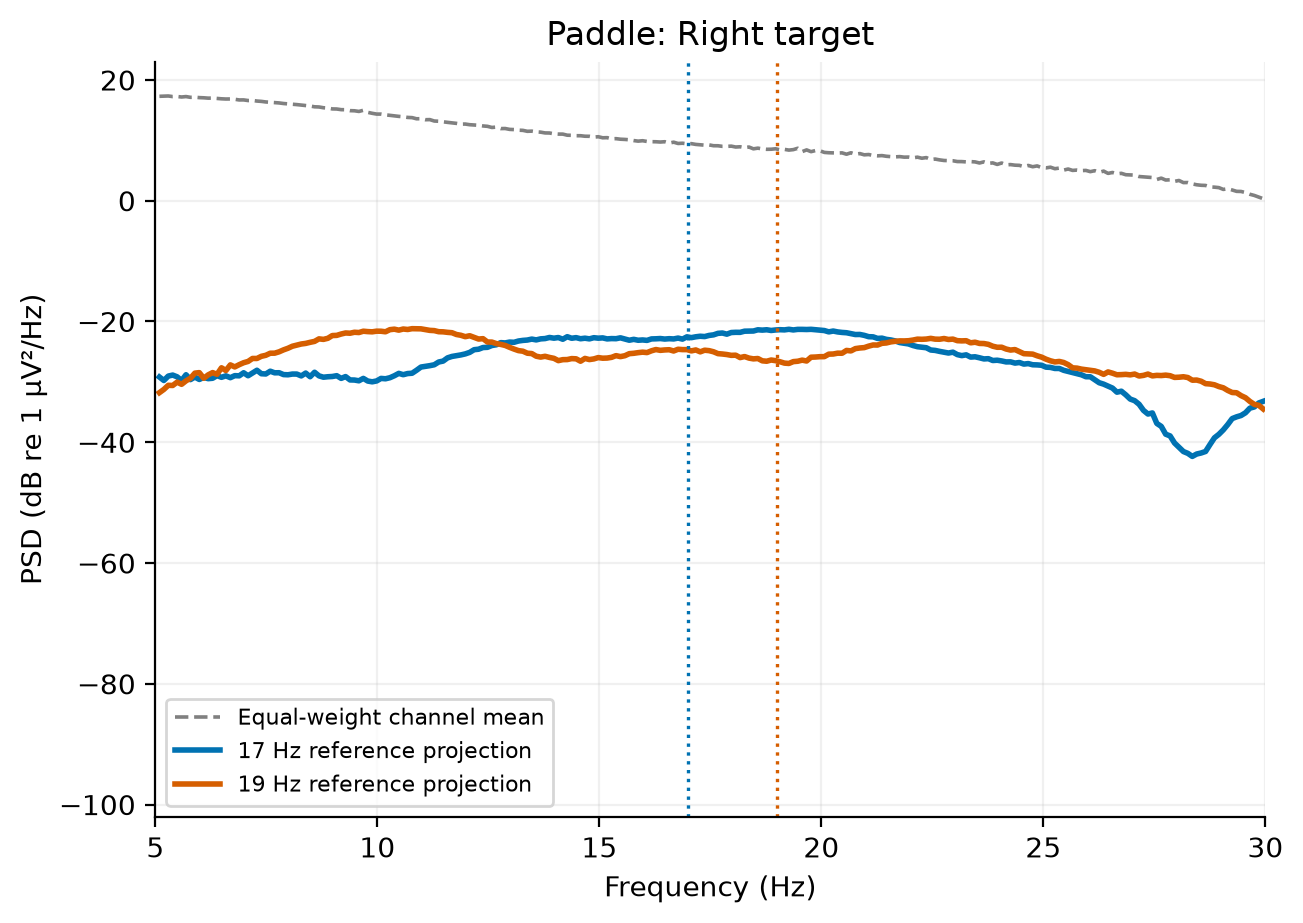 Paddle: Right target
PSD (dB re 1 µV²/Hz)
20
0
−20
−40
−60
−80
−100
Equal-weight channel mean
17 Hz reference projection
19 Hz reference projection
5 10 15 20 25 30
Frequency (Hz)